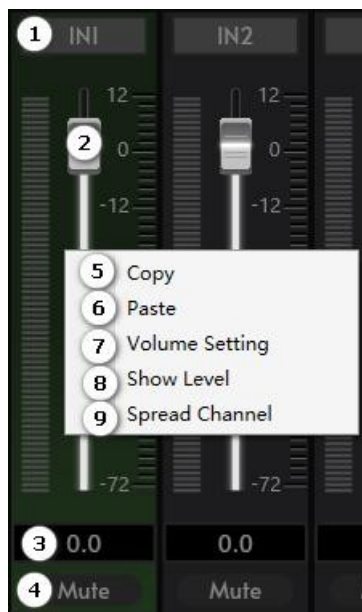 1 IN1 IN2
12 12
2 0 0
-12 -12
5 Copy
6 Paste
7 Volume Setting
8 Show Level
9 Spread Channel
-72 -72
3 0.0 0.0
4 Mute Mute